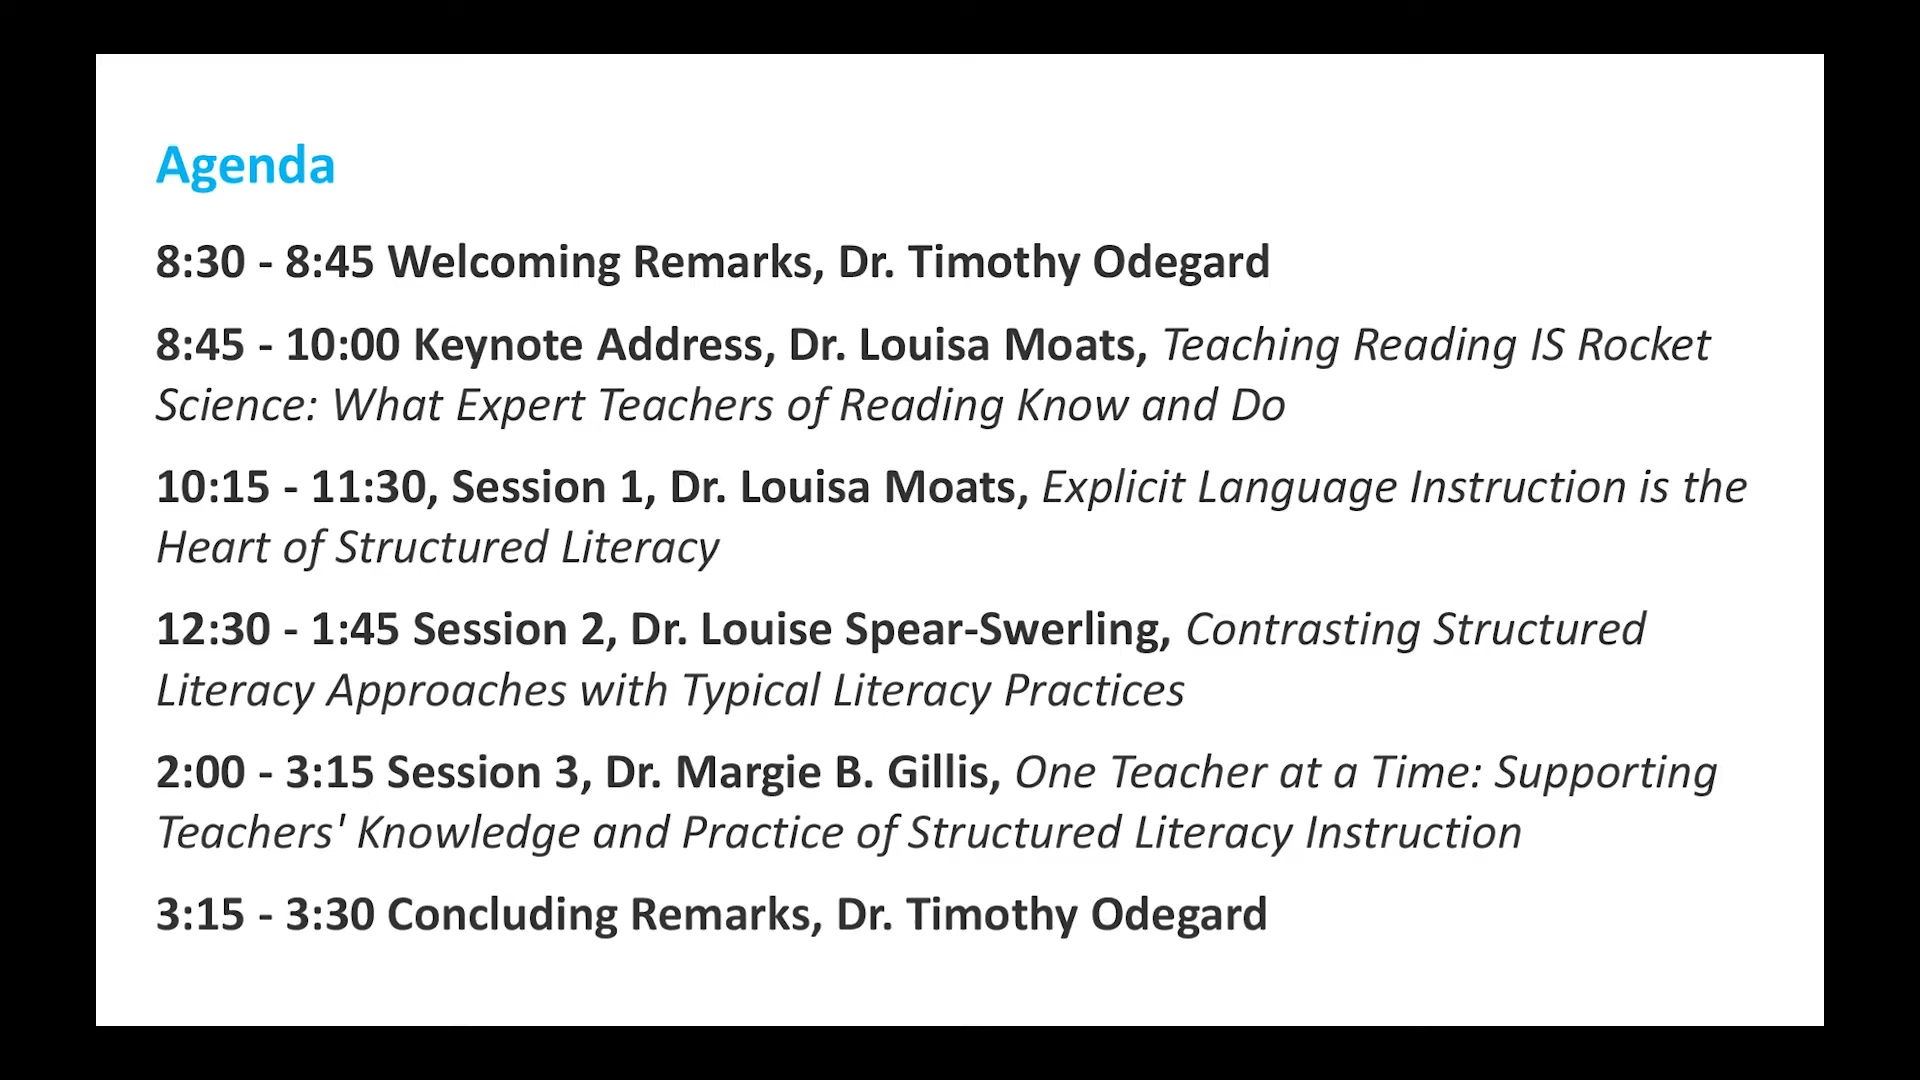 Agenda
8:30 - 8:45 Welcoming Remarks, Dr. Timothy Odegard
8:45 - 10:00 Keynote Address, Dr. Louisa Moats, Teaching Reading IS Rocket
Science: What Expert Teachers of Reading Know and Do
10:15 - 11:30, Session 1, Dr. Louisa Moats, Explicit Language Instruction is the
Heart of Structured Literacy
12:30 - 1:45 Session 2, Dr. Louise Spear-Swerling, Contrasting Structured
Literacy Approaches with Typical Literacy Practices
2:00 - 3:15 Session 3, Dr. Margie B. Gillis, One Teacher at a Time: Supporting
Teachers' Knowledge and Practice of Structured Literacy Instruction
3:15 - 3:30 Concluding Remarks, Dr. Timothy Odegard